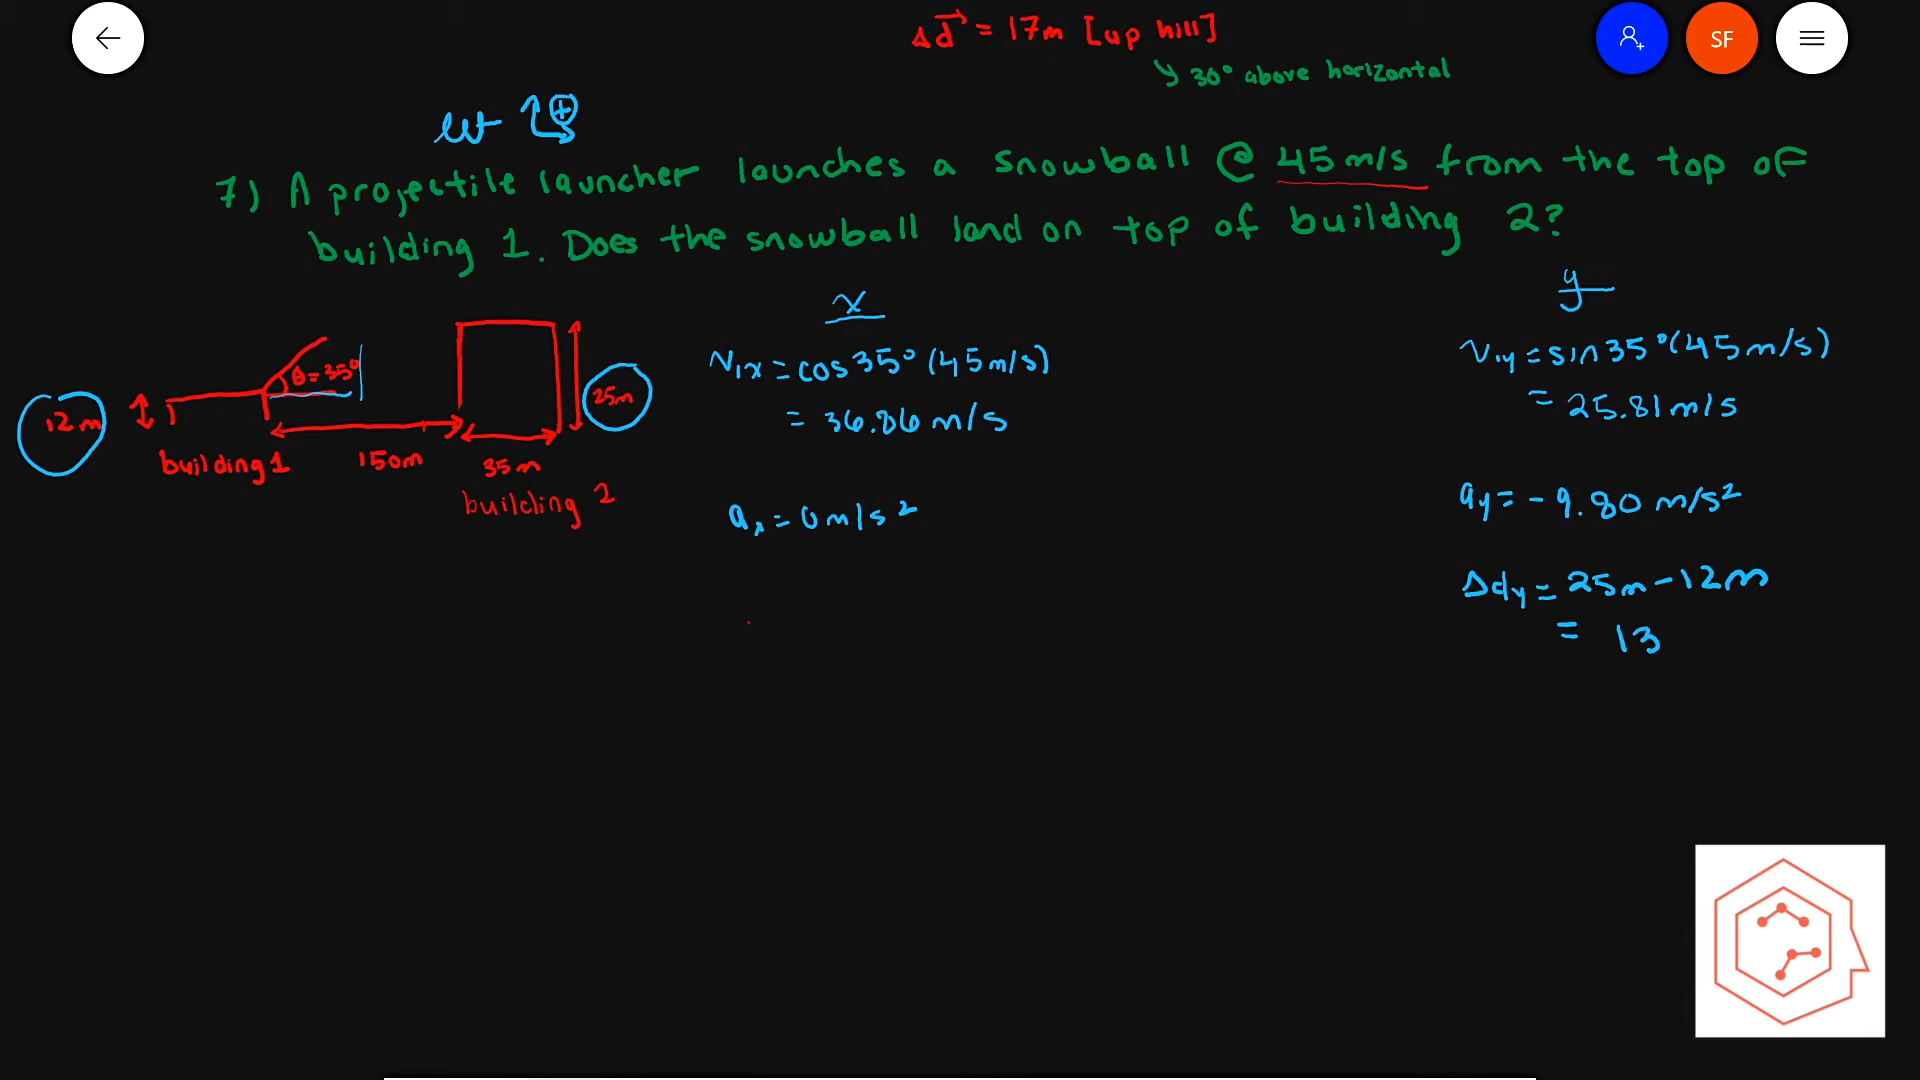 SF
Δd⃗ = 17m [up hill]
↳ 30° above horizontal
let ⊕
7) A projectile launcher launches a snowball @ 45m/s from the top of
building 1. Does the snowball land on top of building 2?
θ=35°
12m
25m
building 1
150m
35m
building 2
x
v₁ₓ = cos35°(45m/s)
= 36.86 m/s
aₓ = 0m/s²
y
v₁y = sin35°(45m/s)
= 25.81m/s
ay = -9.80 m/s²
Δdy = 25m-12m
= 13